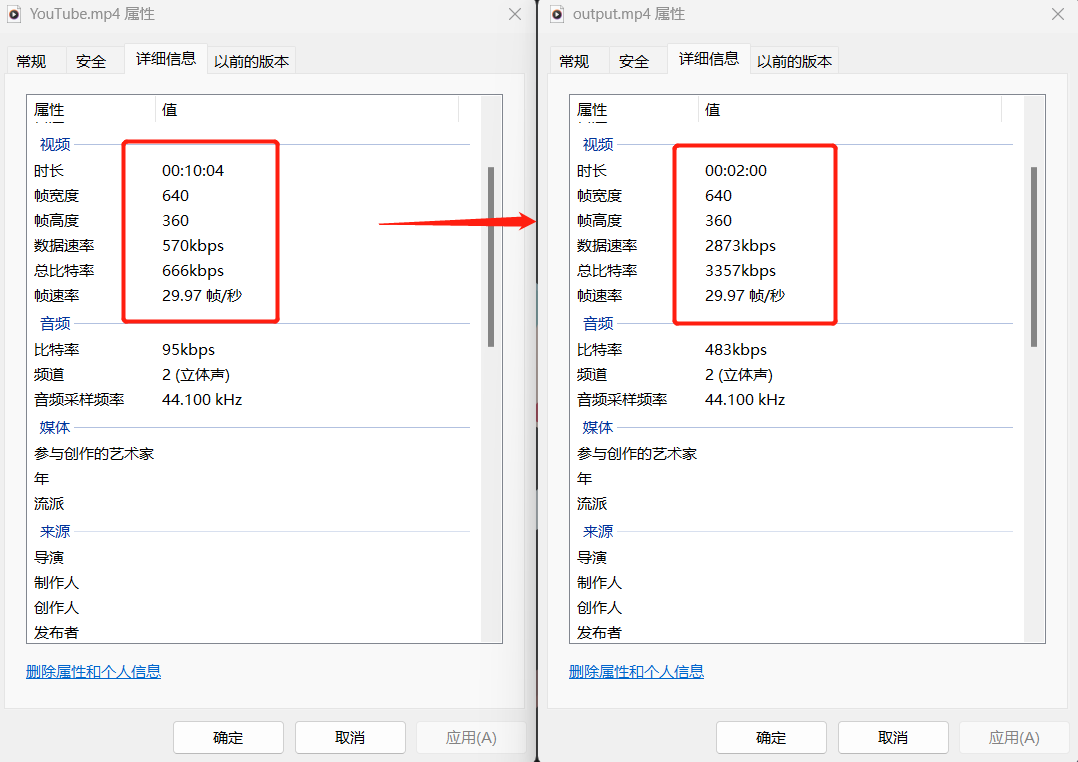 YouTube.mp4 属性
常规 安全 详细信息 以前的版本
属性 值
视频
时长 00:10:04
帧宽度 640
帧高度 360
数据速率 570kbps
总比特率 666kbps
帧速率 29.97 帧/秒
音频
比特率 95kbps
频道 2 (立体声)
音频采样频率 44.100 kHz
媒体
参与创作的艺术家
年
流派
来源
导演
制作人
创作人
发布者
删除属性和个人信息
确定 取消 应用(A)
output.mp4 属性
常规 安全 详细信息 以前的版本
属性 值
视频
时长 00:02:00
帧宽度 640
帧高度 360
数据速率 2873kbps
总比特率 3357kbps
帧速率 29.97 帧/秒
音频
比特率 483kbps
频道 2 (立体声)
音频采样频率 44.100 kHz
媒体
参与创作的艺术家
年
流派
来源
导演
制作人
创作人
发布者
删除属性和个人信息
确定 取消 应用(A)